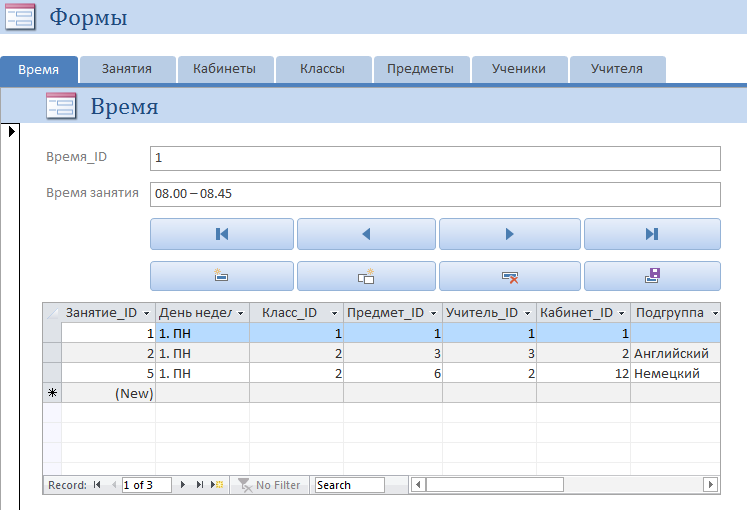 Формы
Время Занятия Кабинеты Классы Предметы Ученики Учителя
Время
Время_ID 1
Время занятия 08.00 – 08.45
Занятие_ID День недел Класс_ID Предмет_ID Учитель_ID Кабинет_ID Подгруппа
1 1. ПН 1 1 1 1
2 1. ПН 2 3 3 2 Английский
5 1. ПН 2 6 2 12 Немецкий
(New)
Record: 1 of 3 No Filter Search